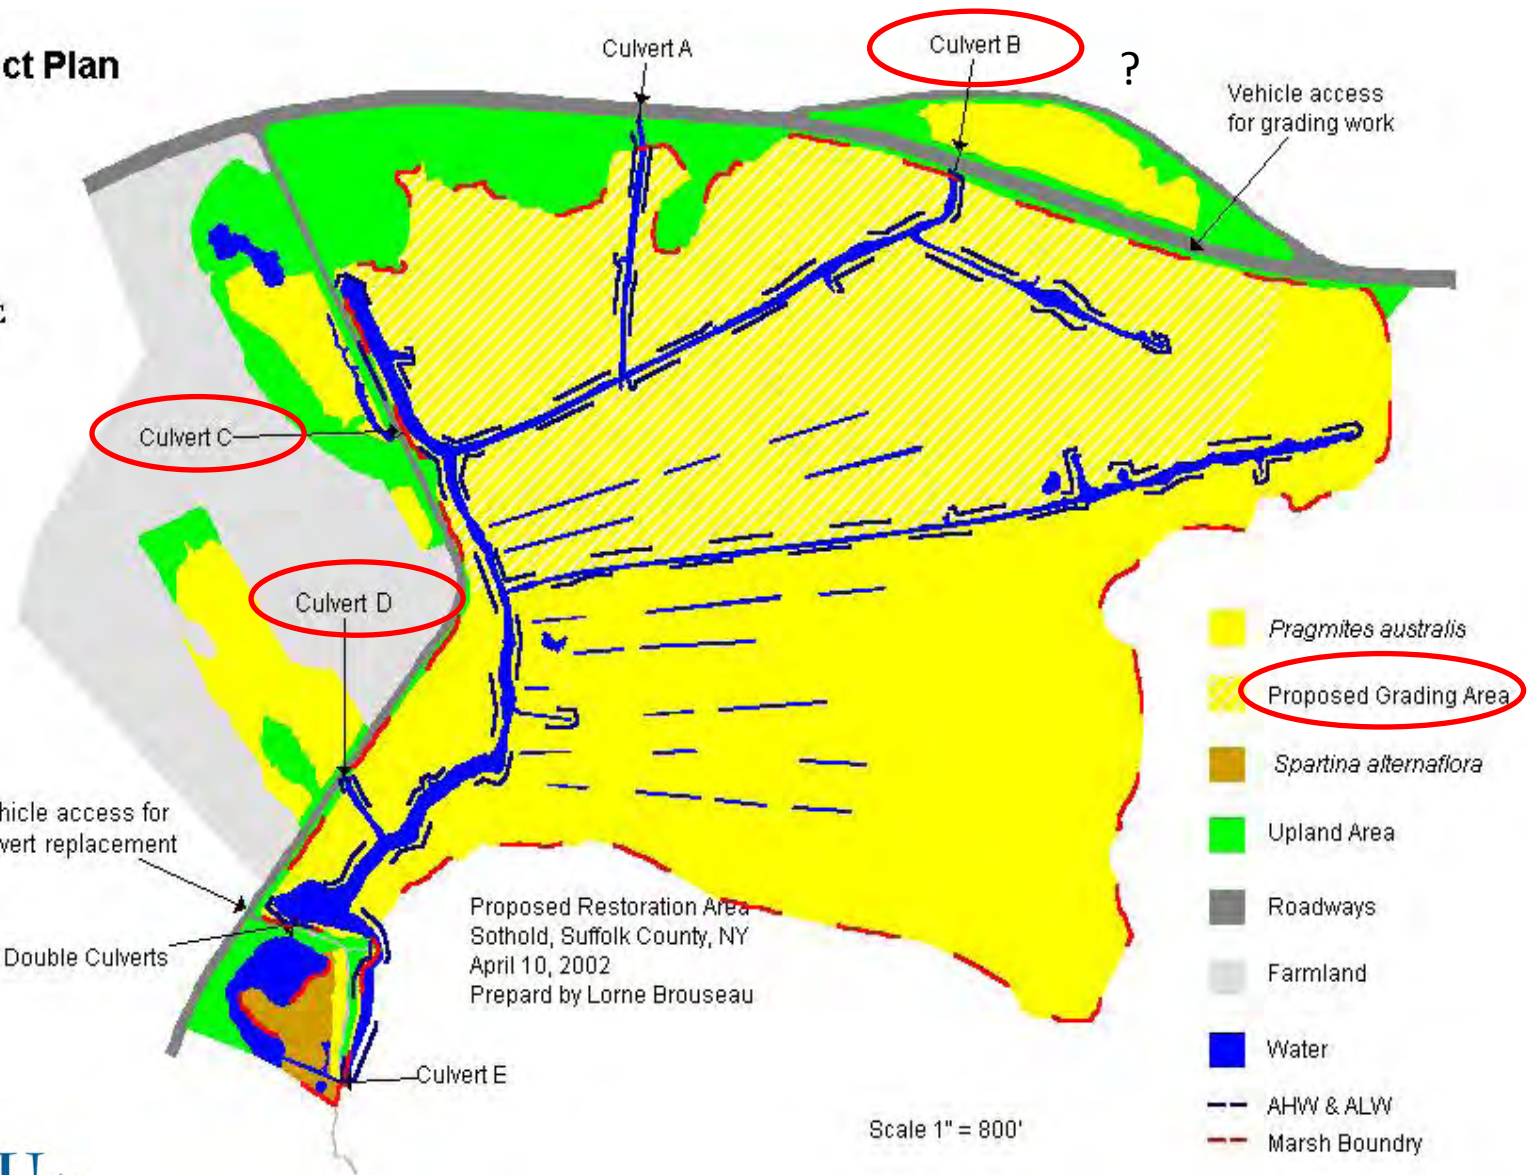 ct Plan
Culvert A
Culvert B
?
Vehicle access
for grading work
E
Culvert C
Culvert D
Pragmites australis
Proposed Grading Area
Spartina alternaflora
hicle access for
vert replacement
Upland Area
Proposed Restoration Area
Sothold, Suffolk County, NY
April 10, 2002
Prepard by Lorne Brouseau
Roadways
Double Culverts
Farmland
Water
Culvert E
AHW & ALW
Scale 1" = 800'
Marsh Boundry